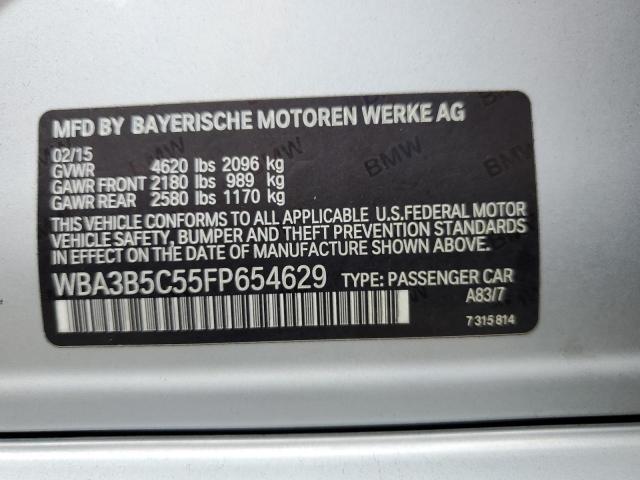 MFD BY BAYERISCHE MOTOREN WERKE AG
02/15
GVWR 4620 lbs 2096 kg
GAWR FRONT 2180 lbs 989 kg
GAWR REAR 2580 lbs 1170 kg
THIS VEHICLE CONFORMS TO ALL APPLICABLE U.S.FEDERAL MOTOR
VEHICLE SAFETY, BUMPER AND THEFT PREVENTION STANDARDS
IN EFFECT ON THE DATE OF MANUFACTURE SHOWN ABOVE.
WBA3B5C55FP654629 TYPE: PASSENGER CAR
A83/7
7 315 814
BMW
BMW